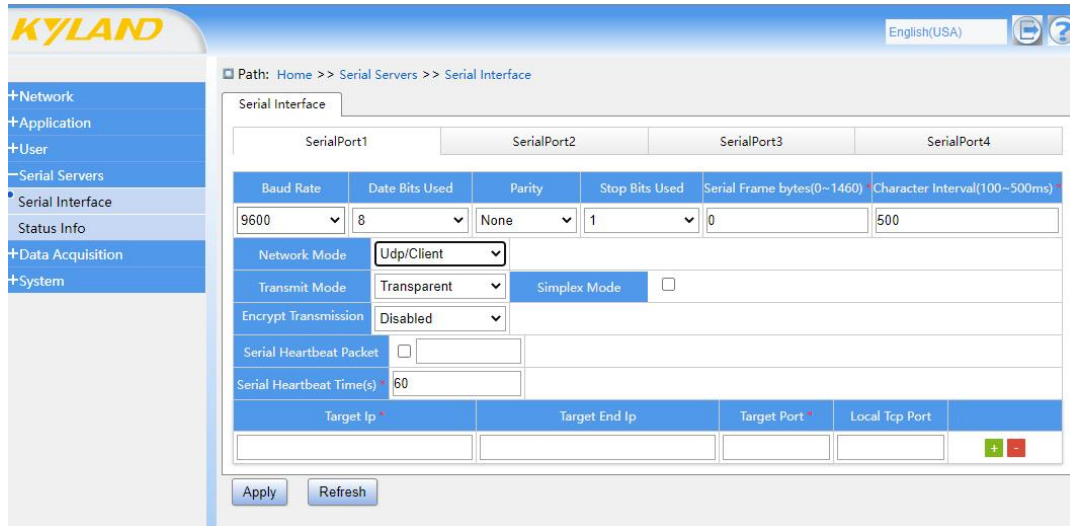 KYLAND
English(USA)
Path: Home >> Serial Servers >> Serial Interface
+Network
+Application
+User
−Serial Servers
Serial Interface
Status Info
+Data Acquisition
+System
Serial Interface
SerialPort1 SerialPort2 SerialPort3 SerialPort4
Baud Rate Date Bits Used Parity Stop Bits Used Serial Frame bytes(0~1460) * Character Interval(100~500ms) *
9600 8 None 1 0 500
Network Mode Udp/Client
Transmit Mode Transparent Simplex Mode
Encrypt Transmission Disabled
Serial Heartbeat Packet
Serial Heartbeat Time(s) * 60
Target Ip * Target End Ip Target Port * Local Tcp Port
+ -
Apply Refresh